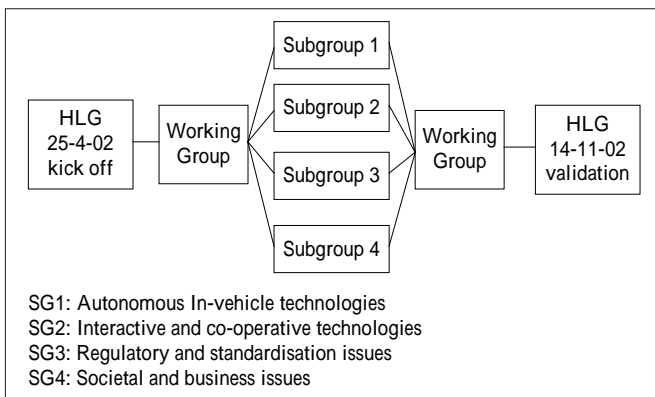 HLG
25-4-02
kick off
Working
Group
Subgroup 1
Subgroup 2
Subgroup 3
Subgroup 4
Working
Group
HLG
14-11-02
validation
SG1: Autonomous In-vehicle technologies
SG2: Interactive and co-operative technologies
SG3: Regulatory and standardisation issues
SG4: Societal and business issues